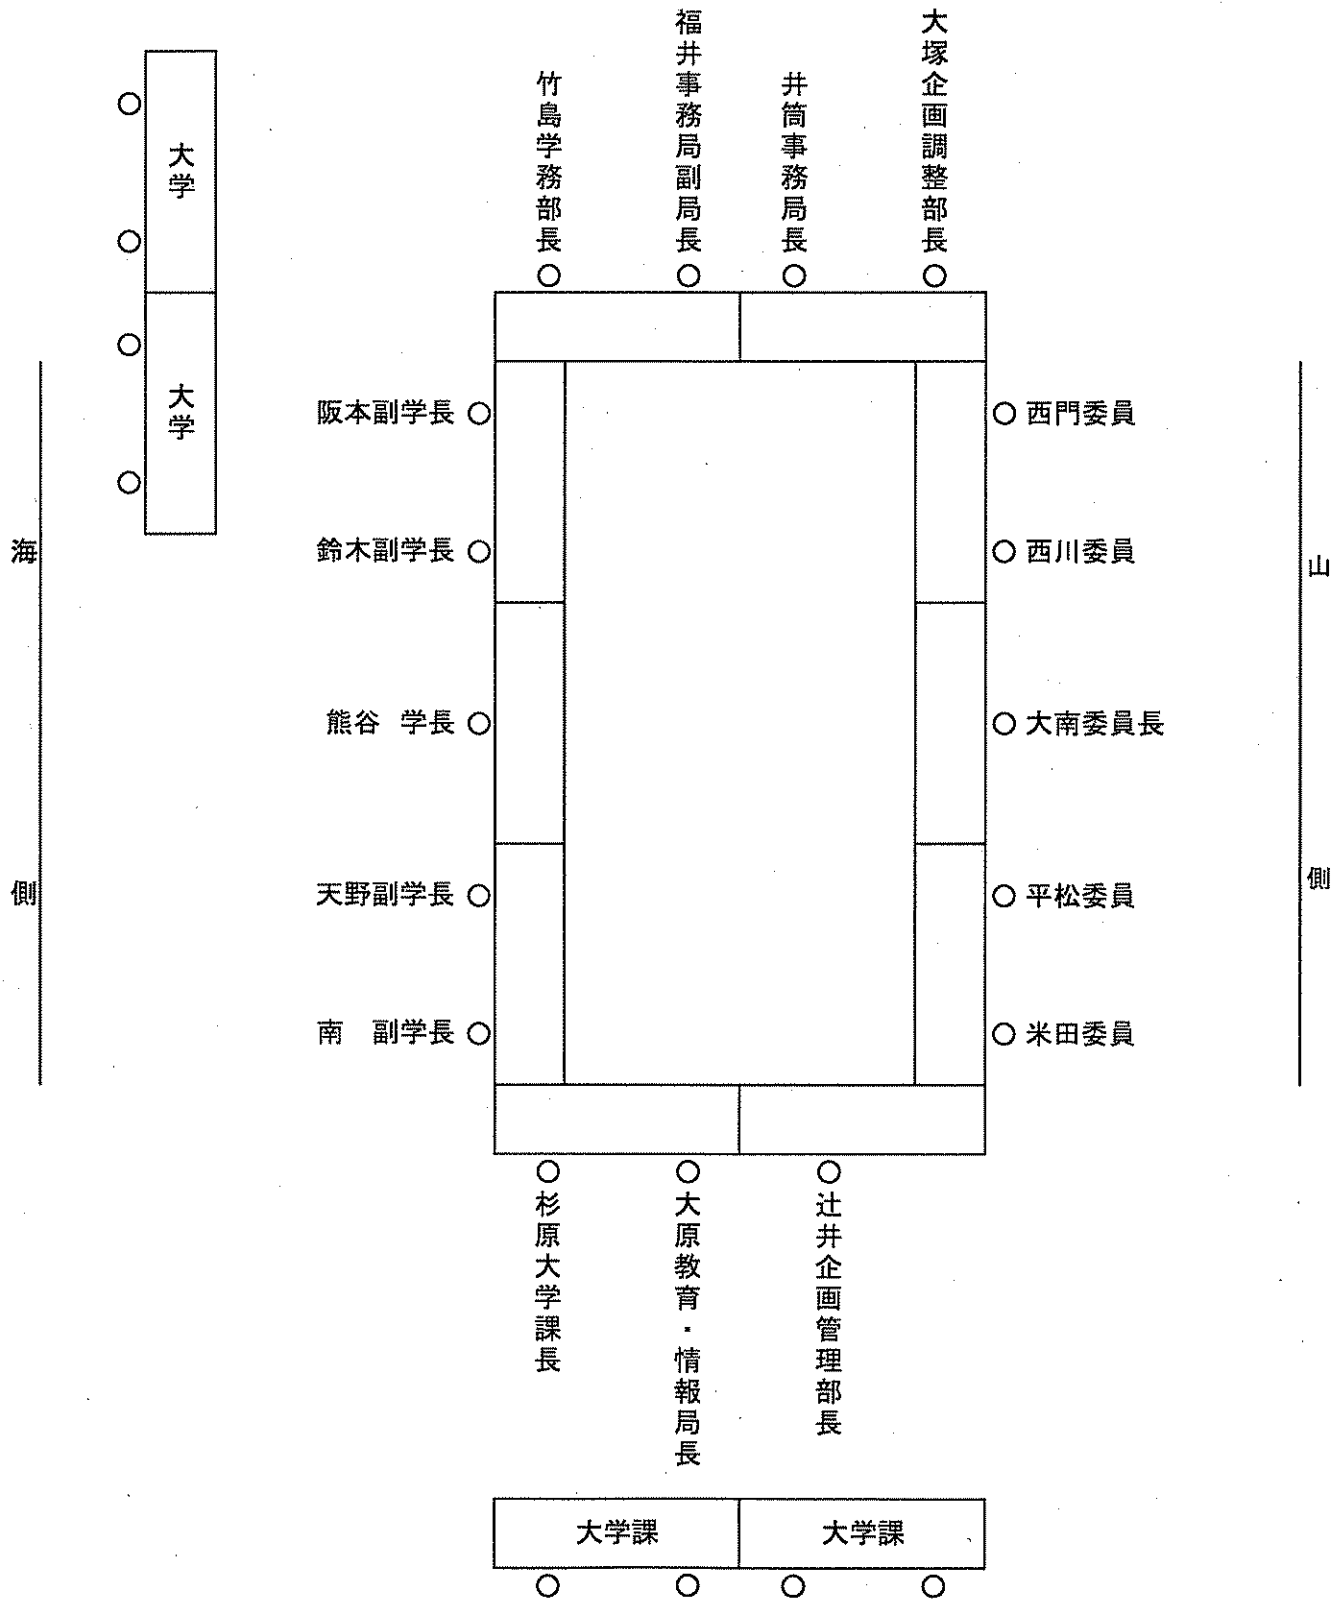 大塚企画調整部長
井筒事務局長
福井事務局副局長
竹島学務部長
大学
大学
海側
山側
阪本副学長
鈴木副学長
熊谷 学長
天野副学長
南 副学長
西門委員
西川委員
大南委員長
平松委員
米田委員
辻井企画管理部長
大原教育・情報局長
杉原大学課長
大学課
大学課